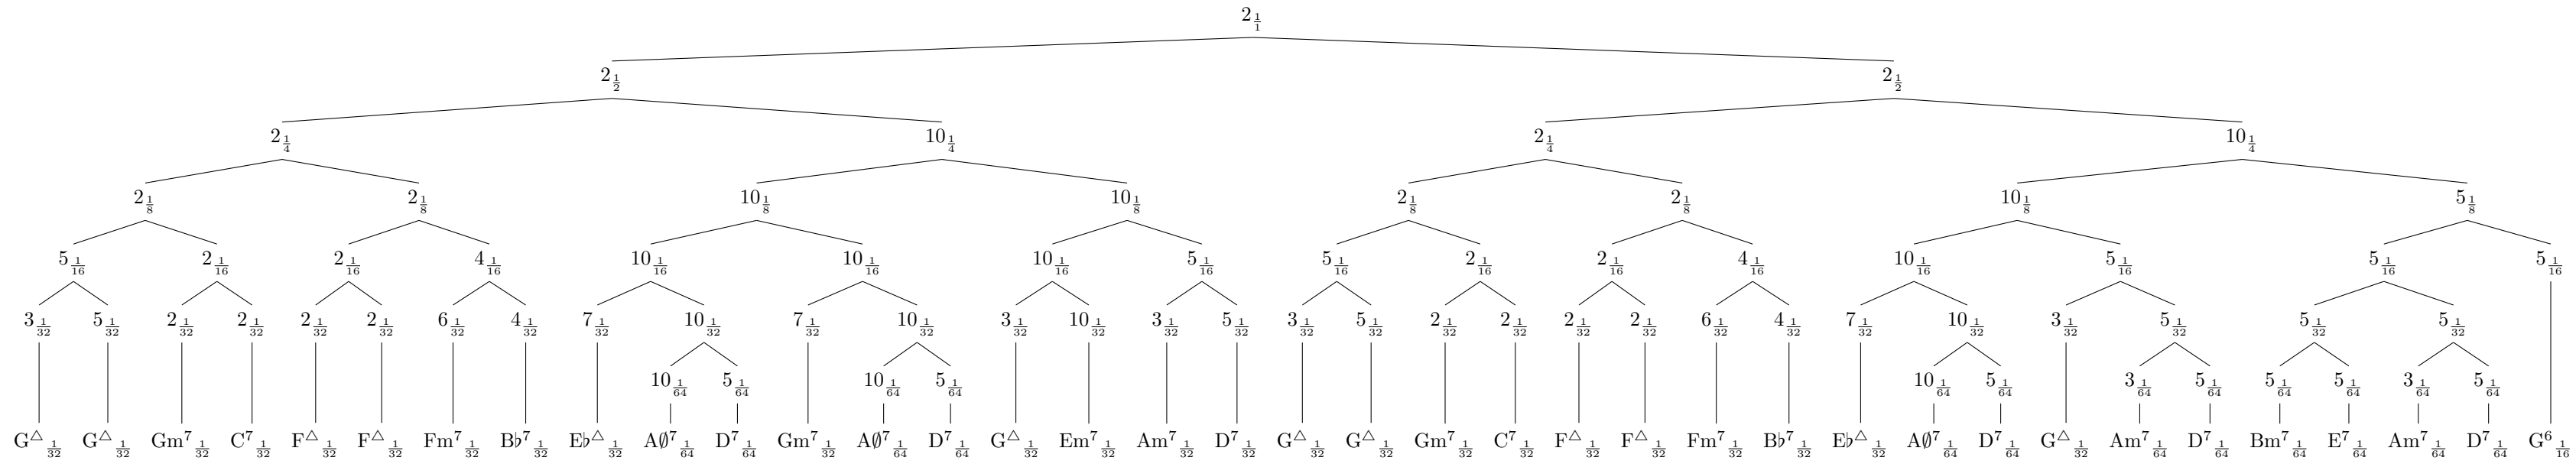 2 1/1
2 1/2 2 1/2
2 1/4 10 1/4 2 1/4 10 1/4
2 1/8 2 1/8 10 1/8 10 1/8 2 1/8 2 1/8 10 1/8 5 1/8
5 1/16 2 1/16 2 1/16 4 1/16 10 1/16 10 1/16 10 1/16 5 1/16 5 1/16 2 1/16 2 1/16 4 1/16 10 1/16 5 1/16 5 1/16 5 1/16
3 1/32 5 1/32 2 1/32 2 1/32 2 1/32 2 1/32 6 1/32 4 1/32 7 1/32 10 1/32 7 1/32 10 1/32 3 1/32 10 1/32 3 1/32 5 1/32 3 1/32 5 1/32 2 1/32 2 1/32 2 1/32 2 1/32 6 1/32 4 1/32 7 1/32 10 1/32 3 1/32 5 1/32 5 1/32 5 1/32
10 1/64 5 1/64 10 1/64 5 1/64 10 1/64 5 1/64 3 1/64 5 1/64 5 1/64 5 1/64 3 1/64 5 1/64
G△ 1/32 G△ 1/32 Gm⁷ 1/32 C⁷ 1/32 F△ 1/32 F△ 1/32 Fm⁷ 1/32 B♭⁷ 1/32 E♭△ 1/32 A∅⁷ 1/64 D⁷ 1/64 Gm⁷ 1/32 A∅⁷ 1/64 D⁷ 1/64 G△ 1/32 Em⁷ 1/32 Am⁷ 1/32 D⁷ 1/32 G△ 1/32 G△ 1/32 Gm⁷ 1/32 C⁷ 1/32 F△ 1/32 F△ 1/32 Fm⁷ 1/32 B♭⁷ 1/32 E♭△ 1/32 A∅⁷ 1/64 D⁷ 1/64 G△ 1/32 Am⁷ 1/64 D⁷ 1/64 Bm⁷ 1/64 E⁷ 1/64 Am⁷ 1/64 D⁷ 1/64 G⁶ 1/16